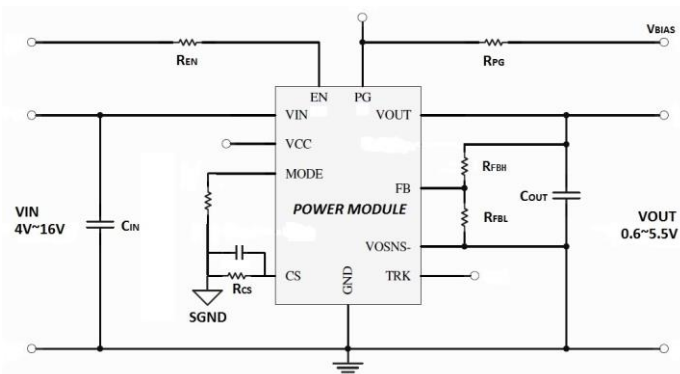 VBIAS
REN
RPG
EN
PG
VIN
VOUT
VCC
MODE
RFBH
FB
COUT
POWER MODULE
RFBL
VIN
4V~16V
CIN
VOUT
0.6~5.5V
VOSNS-
CS
GND
TRK
RCS
SGND